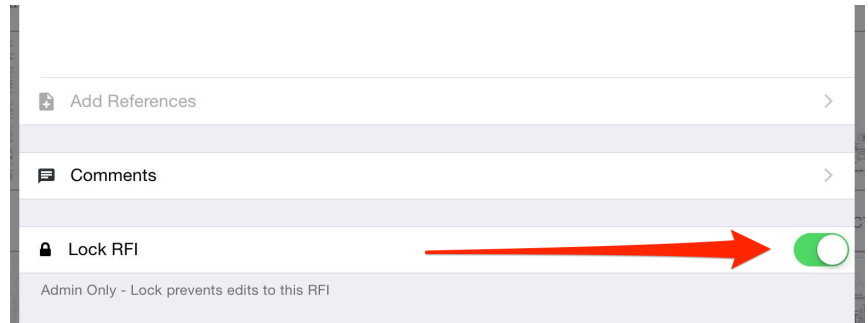 Add References
Comments
Lock RFI
Admin Only - Lock prevents edits to this RFI